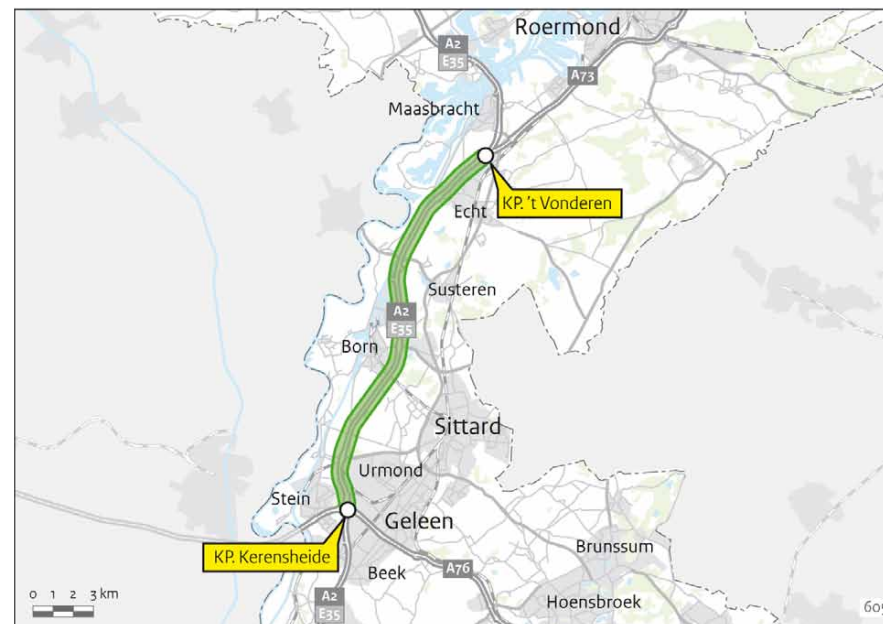 Roermond
A2
E35
A73
Maasbracht
KP. 't Vonderen
Echt
Susteren
A2
E35
Born
Sittard
Urmond
Stein
Geleen
KP. Kerensheide
Brunssum
Beek
A76
0 1 2 3 km
A2
E35
Hoensbroek